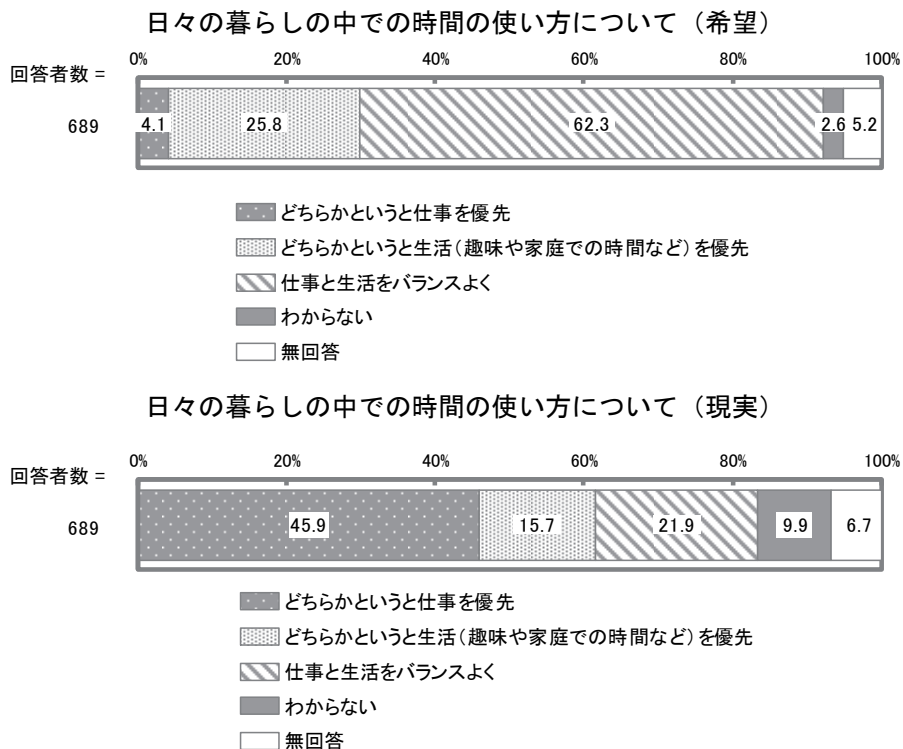 日々の暮らしの中での時間の使い方について（希望）
0% 20% 40% 60% 80% 100%
回答者数 =
689 4.1 25.8 62.3 2.6 5.2
どちらかというと仕事を優先
どちらかというと生活（趣味や家庭での時間など）を優先
仕事と生活をバランスよく
わからない
無回答
日々の暮らしの中での時間の使い方について（現実）
0% 20% 40% 60% 80% 100%
回答者数 =
689 45.9 15.7 21.9 9.9 6.7
どちらかというと仕事を優先
どちらかというと生活（趣味や家庭での時間など）を優先
仕事と生活をバランスよく
わからない
無回答